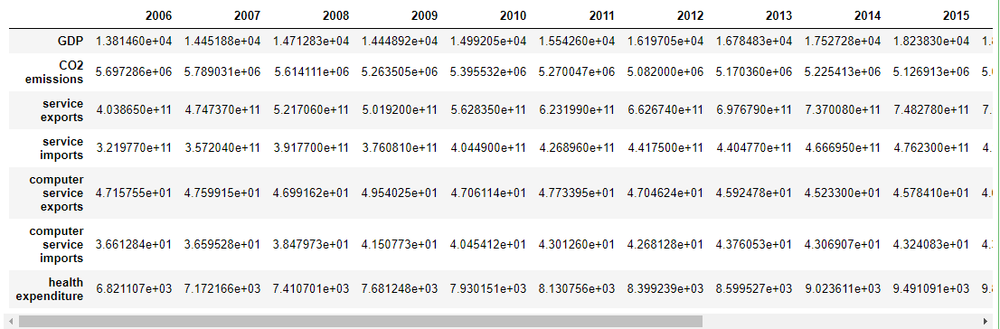 2006 2007 2008 2009 2010 2011 2012 2013 2014 2015
GDP 1.381460e+04 1.445188e+04 1.471283e+04 1.444892e+04 1.499205e+04 1.554260e+04 1.619705e+04 1.678483e+04 1.752728e+04 1.823830e+04 1.
CO2
emissions 5.697286e+06 5.789031e+06 5.614111e+06 5.263505e+06 5.395532e+06 5.270047e+06 5.082000e+06 5.170360e+06 5.225413e+06 5.126913e+06 5.
service
exports 4.038650e+11 4.747370e+11 5.217060e+11 5.019200e+11 5.628350e+11 6.231990e+11 6.626740e+11 6.976790e+11 7.370080e+11 7.482780e+11 7.
service
imports 3.219770e+11 3.572040e+11 3.917700e+11 3.760810e+11 4.044900e+11 4.268960e+11 4.417500e+11 4.404770e+11 4.666950e+11 4.762300e+11 4.
computer
service
exports 4.715755e+01 4.759915e+01 4.699162e+01 4.954025e+01 4.706114e+01 4.773395e+01 4.704624e+01 4.592478e+01 4.523300e+01 4.578410e+01 4.
computer
service
imports 3.661284e+01 3.659528e+01 3.847973e+01 4.150773e+01 4.045412e+01 4.301260e+01 4.268128e+01 4.376053e+01 4.306907e+01 4.324083e+01 4.
health
expenditure 6.821107e+03 7.172166e+03 7.410701e+03 7.681248e+03 7.930151e+03 8.130756e+03 8.399239e+03 8.599527e+03 9.023611e+03 9.491091e+03 9.